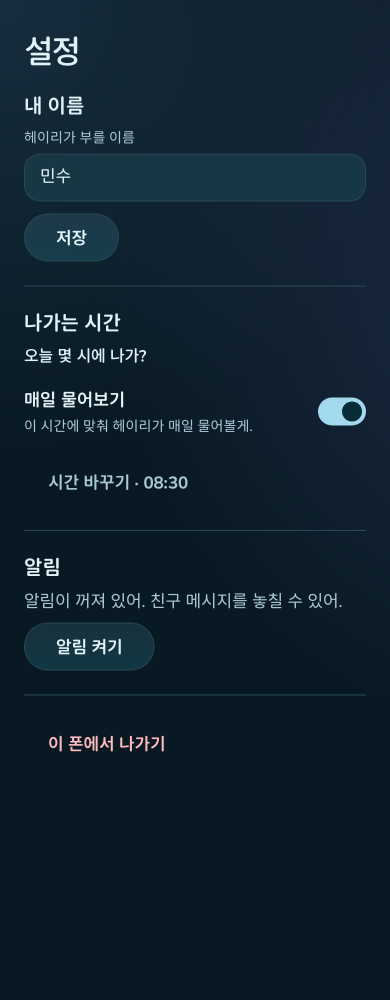 설정
내 이름
헤이리가 부를 이름
민수
저장
나가는 시간
오늘 몇 시에 나가?
매일 물어보기
이 시간에 맞춰 헤이리가 매일 물어볼게.
시간 바꾸기 · 08:30
알림
알림이 꺼져 있어. 친구 메시지를 놓칠 수 있어.
알림 켜기
이 폰에서 나가기